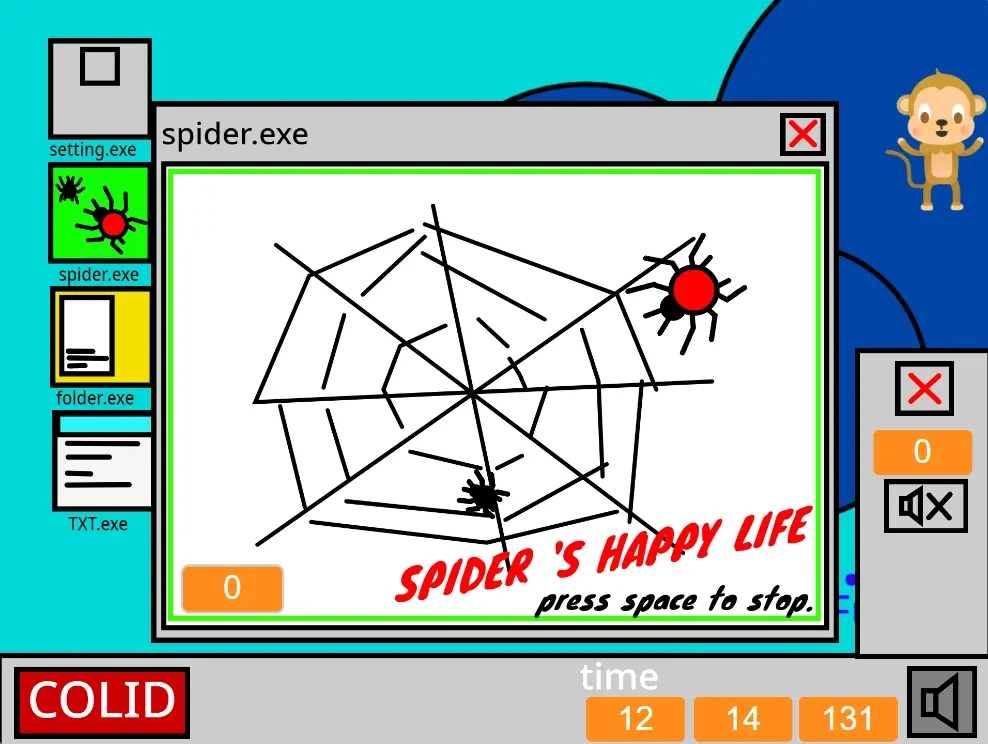 setting.exe
spider.exe
spider.exe
folder.exe
TXT.exe
0
SPIDER 'S HAPPY LIFE
press space to stop.
0
COLID
time
12 14 131